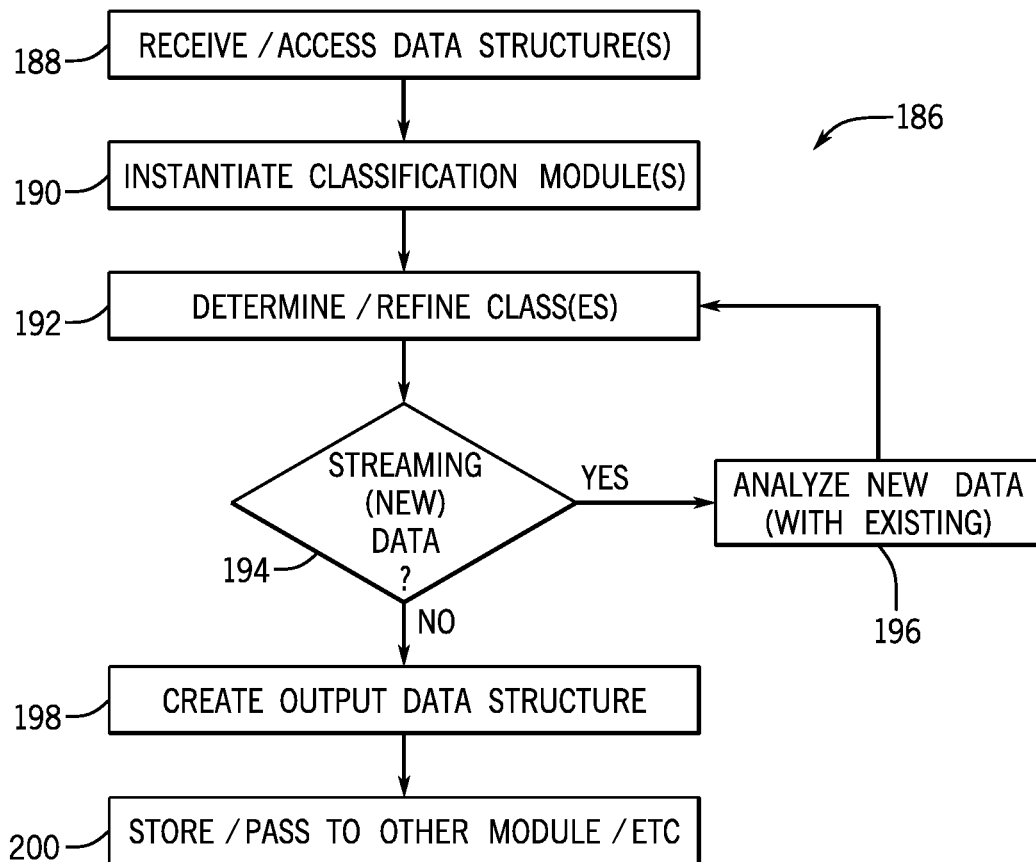 188
RECEIVE / ACCESS DATA STRUCTURE(S)
186
190
INSTANTIATE CLASSIFICATION MODULE(S)
192
DETERMINE / REFINE CLASS(ES)
STREAMING
(NEW)
DATA
?
194
YES
ANALYZE NEW DATA
(WITH EXISTING)
196
NO
198
CREATE OUTPUT DATA STRUCTURE
200
STORE / PASS TO OTHER MODULE / ETC